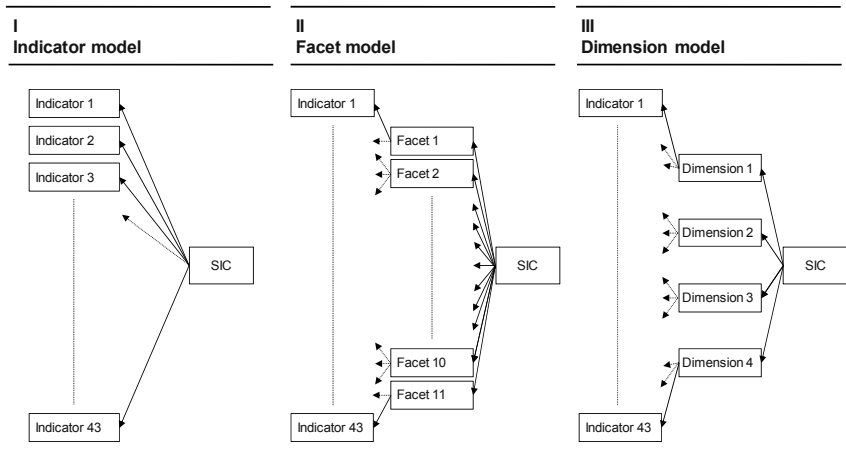 I
Indicator model
Indicator 1
Indicator 2
Indicator 3
SIC
Indicator 43
II
Facet model
Indicator 1
Facet 1
Facet 2
SIC
Facet 10
Facet 11
Indicator 43
III
Dimension model
Indicator 1
Dimension 1
Dimension 2
SIC
Dimension 3
Dimension 4
Indicator 43